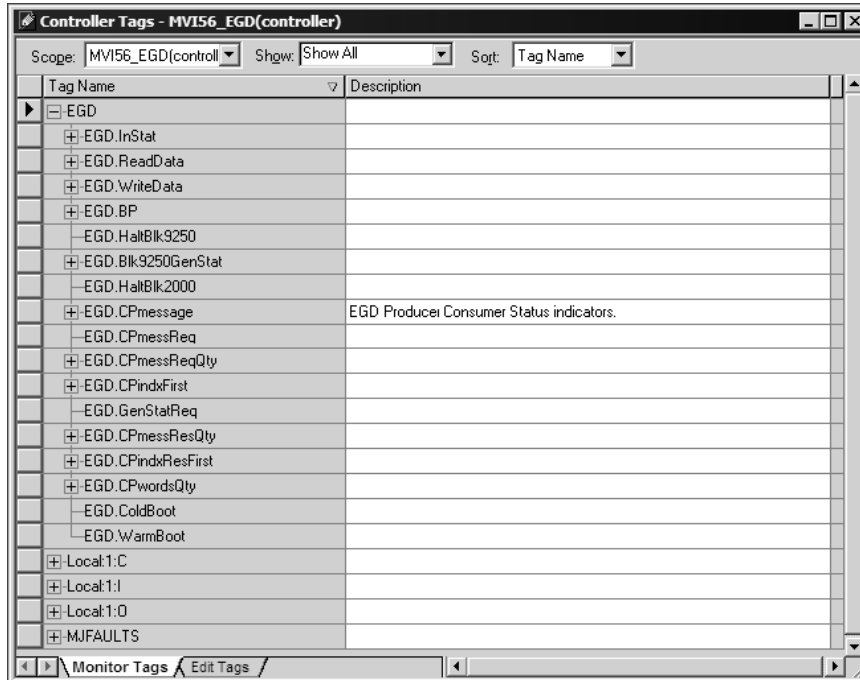 Controller Tags - MVI56_EGD(controller)
Scope: MVI56_EGD(controll Show: Show All Sort: Tag Name
Tag Name Description
EGD
EGD.InStat
EGD.ReadData
EGD.WriteData
EGD.BP
EGD.HaltBlk9250
EGD.Blk9250GenStat
EGD.HaltBlk2000
EGD.CPmessage EGD Producer Consumer Status indicators.
EGD.CPmessReq
EGD.CPmessReqQty
EGD.CPindxFirst
EGD.GenStatReq
EGD.CPmessResQty
EGD.CPindxResFirst
EGD.CPwordsQty
EGD.ColdBoot
EGD.WarmBoot
Local:1:C
Local:1:I
Local:1:O
MJFAULTS
Monitor Tags Edit Tags